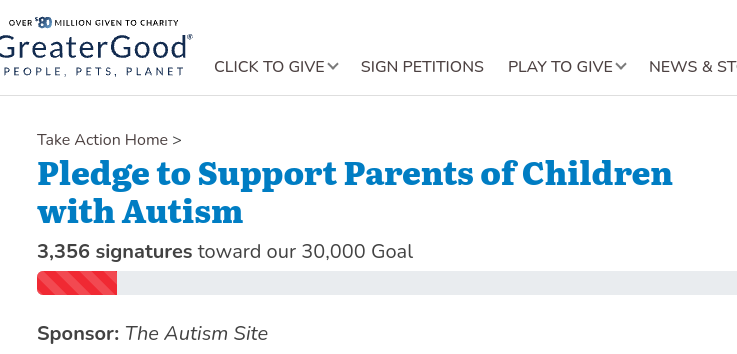 OVER $80 MILLION GIVEN TO CHARITY
GreaterGood®
PEOPLE, PETS, PLANET
CLICK TO GIVE SIGN PETITIONS PLAY TO GIVE NEWS & STO
Take Action Home >
Pledge to Support Parents of Children
with Autism
3,356 signatures toward our 30,000 Goal
Sponsor: The Autism Site